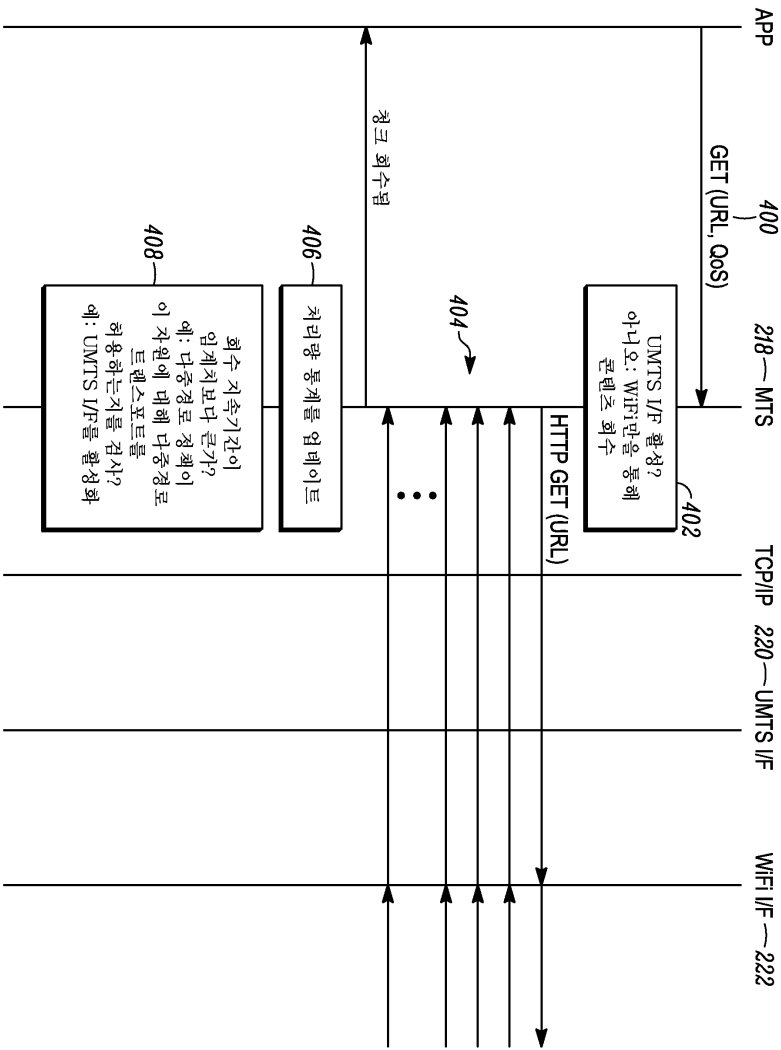 APP
218
MTS
TCP/IP
220
UMTS I/F
WiFi I/F
222
400
GET (URL, QoS)
402
UMTS I/F 활성?
아니오: WiFi만을 통해
콘텐츠 회수
HTTP GET (URL)
404
청크 회수됨
406
처리량 통계를 업데이트
408
회수 지속기간이
임계치보다 큰가?
예: 다중경로 정책이
이 자원에 대해 다중경로
트랜스포트를
허용하는지를 검사?
예: UMTS I/F를 활성화